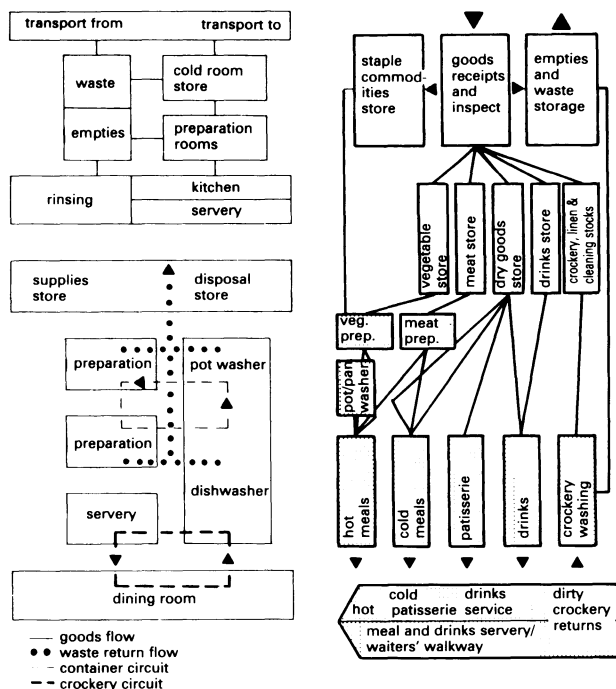 transport from
transport to
waste
cold room
store
empties
preparation
rooms
rinsing
kitchen
servery
supplies
store
disposal
store
preparation
pot washer
preparation
dishwasher
servery
dining room
goods flow
waste return flow
container circuit
crockery circuit
staple
commod-
ities
store
goods
receipts
and
inspect
empties
and
waste
storage
vegetable
store
meat store
dry goods
store
drinks store
crockery, linen &
cleaning stocks
veg.
prep.
meat
prep.
pot/pan
washer
hot
meals
cold
meals
patisserie
drinks
crockery
washing
hot
cold
patisserie
drinks
service
dirty
crockery
returns
meal and drinks servery/
waiters' walkway